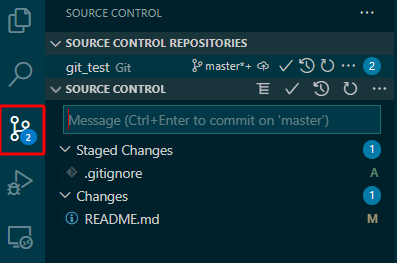 SOURCE CONTROL
SOURCE CONTROL REPOSITORIES
git_test Git master*+ 2
SOURCE CONTROL
2
Message (Ctrl+Enter to commit on 'master')
Staged Changes 1
.gitignore A
Changes 1
README.md M